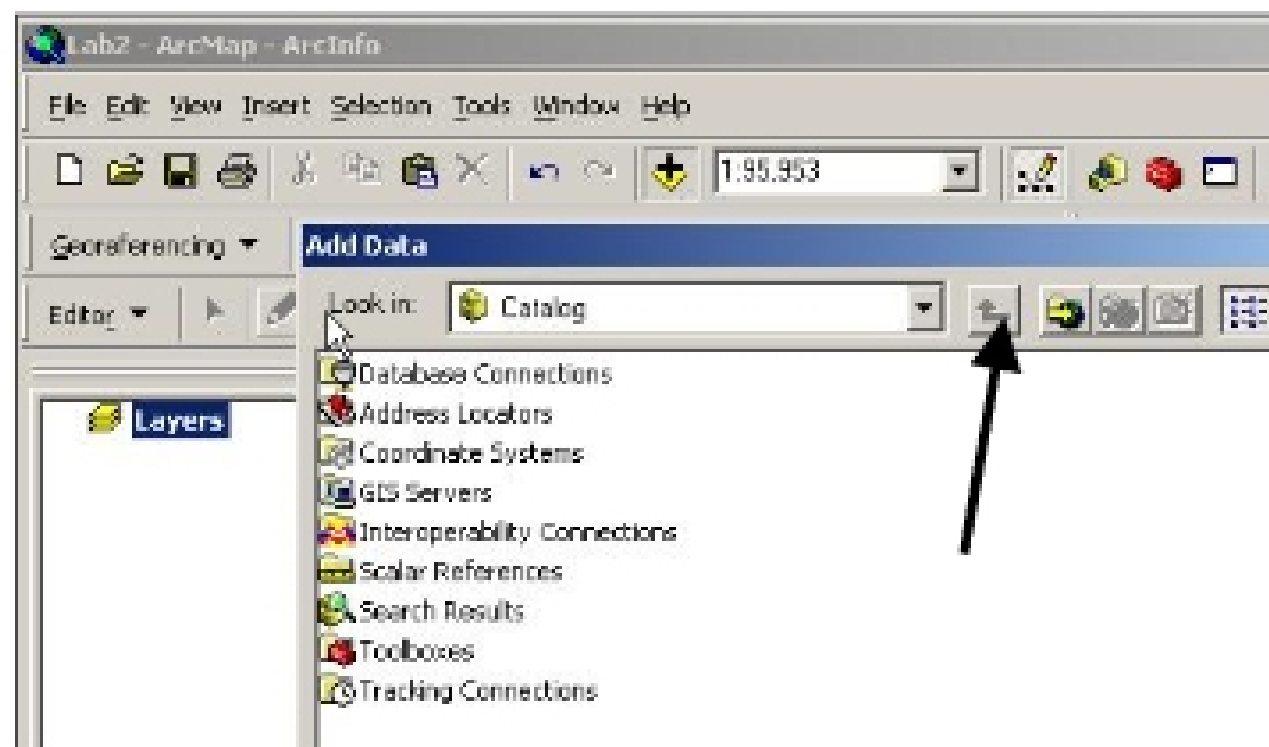 Lab2 - ArcMap - ArcInfo
File Edit View Insert Selection Tools Window Help
1:95.953
Georeferencing
Add Data
Editor
Look in:
Catalog
Database Connections
Layers
Address Locators
Coordinate Systems
GIS Servers
Interoperability Connections
Scalar References
Search Results
Toolboxes
Tracking Connections